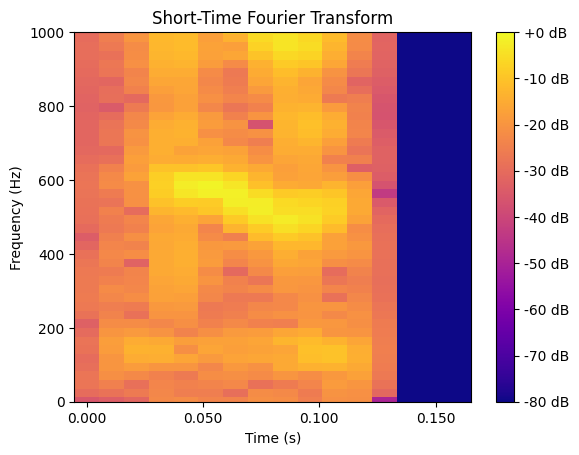 Short-Time Fourier Transform
1000
800
600
400
200
0
Frequency (Hz)
0.000
0.050
0.100
0.150
Time (s)
+0 dB
-10 dB
-20 dB
-30 dB
-40 dB
-50 dB
-60 dB
-70 dB
-80 dB